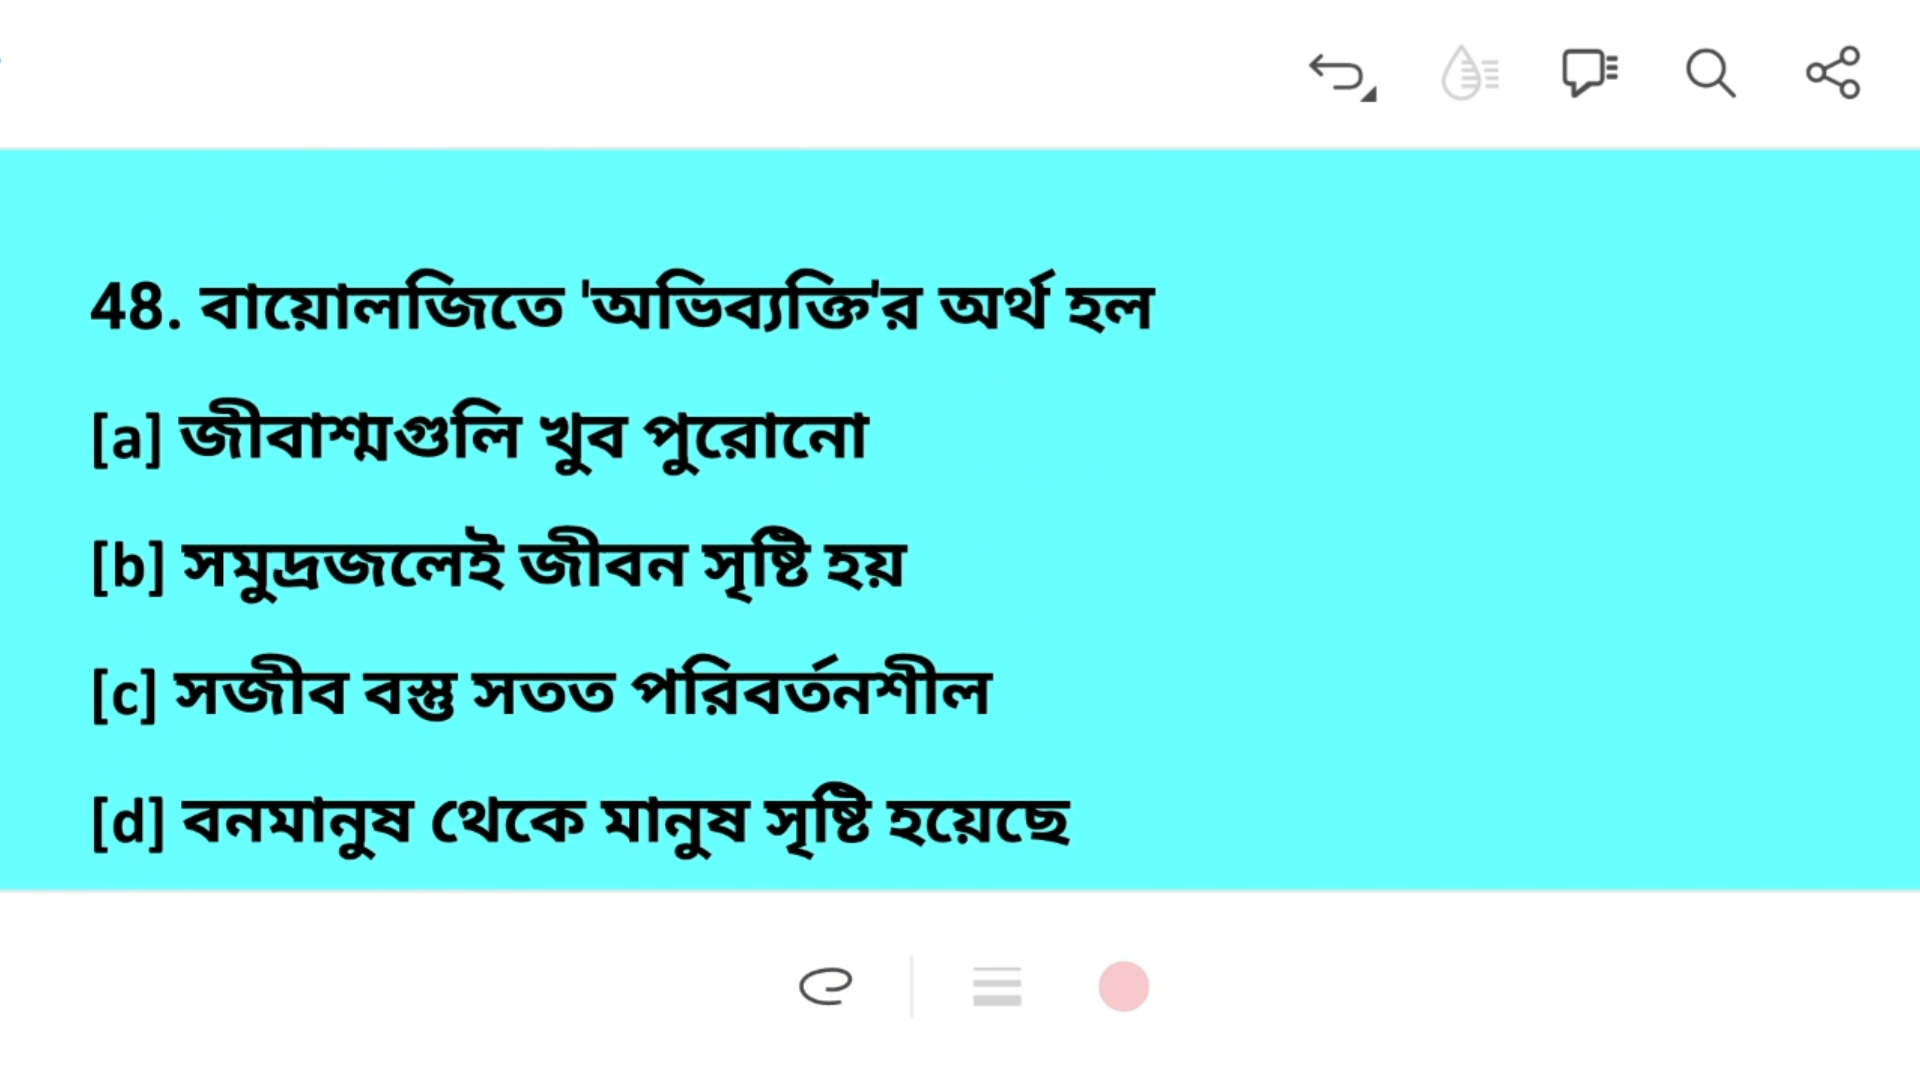 48. বায়োলজিতে 'অভিব্যক্তি'র অর্থ হল
[a] জীবাশ্মগুলি খুব পুরোনো
[b] সমুদ্রজলেই জীবন সৃষ্টি হয়
[c] সজীব বস্তু সতত পরিবর্তনশীল
[d] বনমানুষ থেকে মানুষ সৃষ্টি হয়েছে